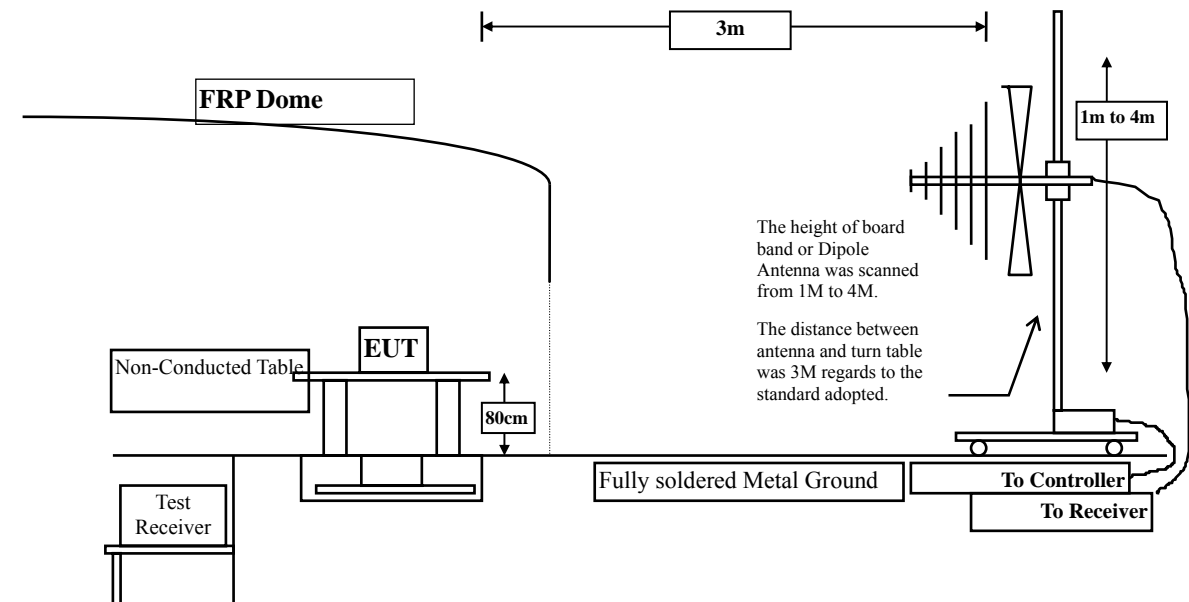 3m
FRP Dome
1m to 4m
The height of board
band or Dipole
Antenna was scanned
from 1M to 4M.
The distance between
antenna and turn table
was 3M regards to the
standard adopted.
EUT
Non-Conducted Table
80cm
Fully soldered Metal Ground
To Controller
To Receiver
Test
Receiver